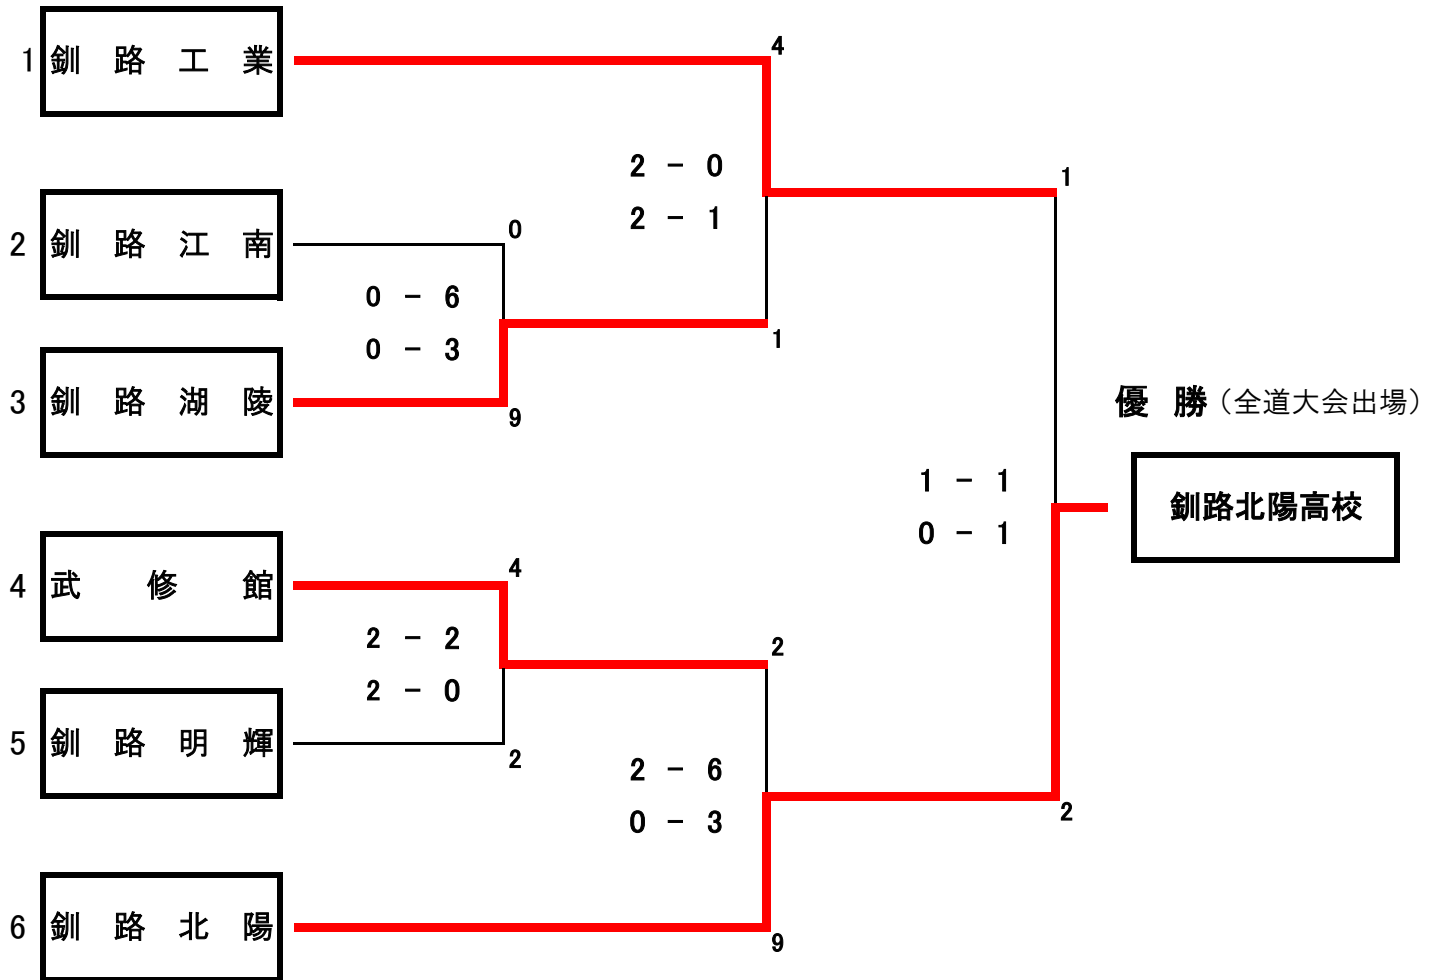 4
1 釧路工業
2 - 0
1
2 - 1
0
2 釧路江南
0 - 6
1
0 - 3
3 釧路湖陵
9
優勝（全道大会出場）
1 - 1
釧路北陽高校
0 - 1
4
4 武修館
2 - 2
2
2 - 0
5 釧路明輝
2
2 - 6
2
0 - 3
6 釧路北陽
9